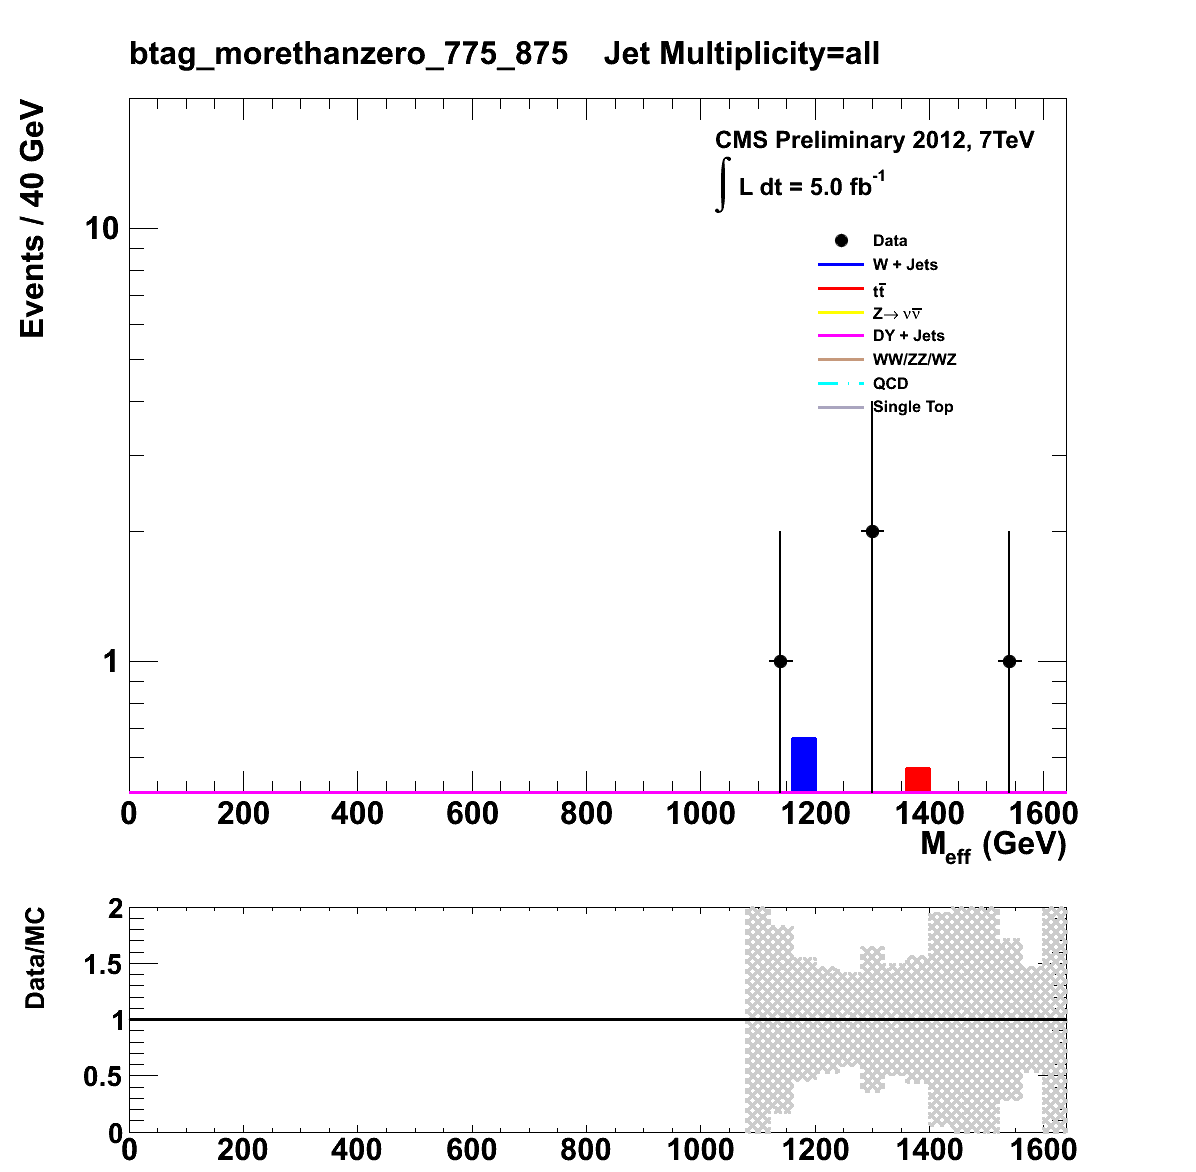 btag_morethanzero_775_875 Jet Multiplicity=all
Events / 40 GeV
CMS Preliminary 2012, 7TeV
∫ L dt = 5.0 fb⁻¹
Data
W + Jets
tt̅
Z→ νν̅
DY + Jets
WW/ZZ/WZ
QCD
Single Top
10
1
0 200 400 600 800 1000 1200 1400 1600
M_eff (GeV)
Data/MC
2
1.5
1
0.5
0
0 200 400 600 800 1000 1200 1400 1600